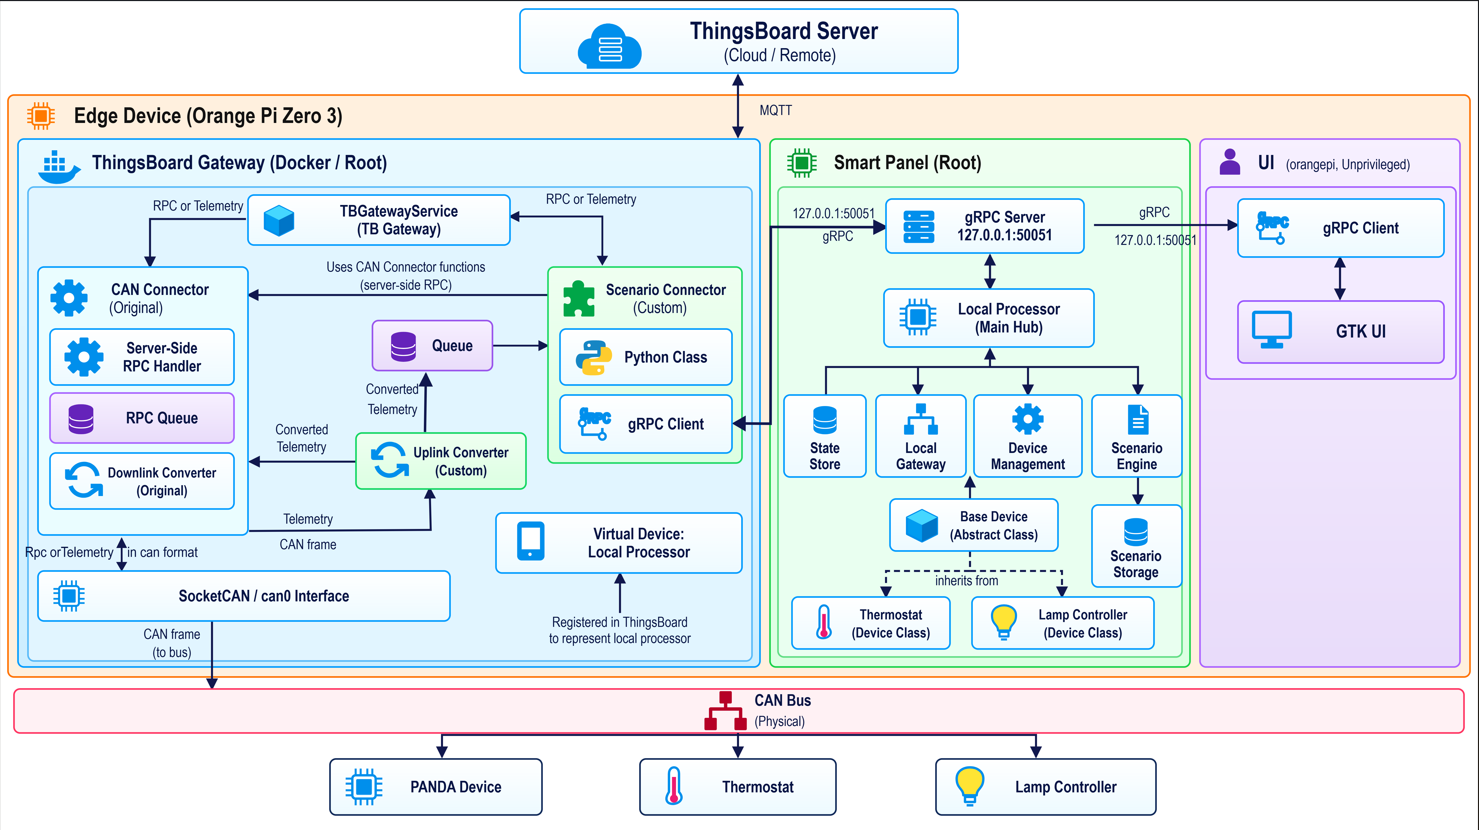 ThingsBoard Server
(Cloud / Remote)
MQTT
Edge Device (Orange Pi Zero 3)
ThingsBoard Gateway (Docker / Root)
RPC or Telemetry
TBGatewayService
(TB Gateway)
RPC or Telemetry
CAN Connector
(Original)
Server-Side
RPC Handler
RPC Queue
Downlink Converter
(Original)
Uses CAN Connector functions
(server-side RPC)
Queue
Converted
Telemetry
Converted
Telemetry
Uplink Converter
(Custom)
Telemetry
CAN frame
Scenario Connector
(Custom)
Python Class
gRPC
gRPC Client
Rpc orTelemetry
in can format
SocketCAN / can0 Interface
CAN frame
(to bus)
Virtual Device:
Local Processor
Registered in ThingsBoard
to represent local processor
Smart Panel (Root)
127.0.0.1:50051
gRPC
gRPC Server
127.0.0.1:50051
Local Processor
(Main Hub)
State
Store
Local
Gateway
Device
Management
Scenario
Engine
Base Device
(Abstract Class)
Scenario
Storage
inherits from
Thermostat
(Device Class)
Lamp Controller
(Device Class)
gRPC
127.0.0.1:50051
UI (orangepi, Unprivileged)
gRPC
gRPC Client
GTK UI
CAN Bus
(Physical)
PANDA Device
Thermostat
Lamp Controller